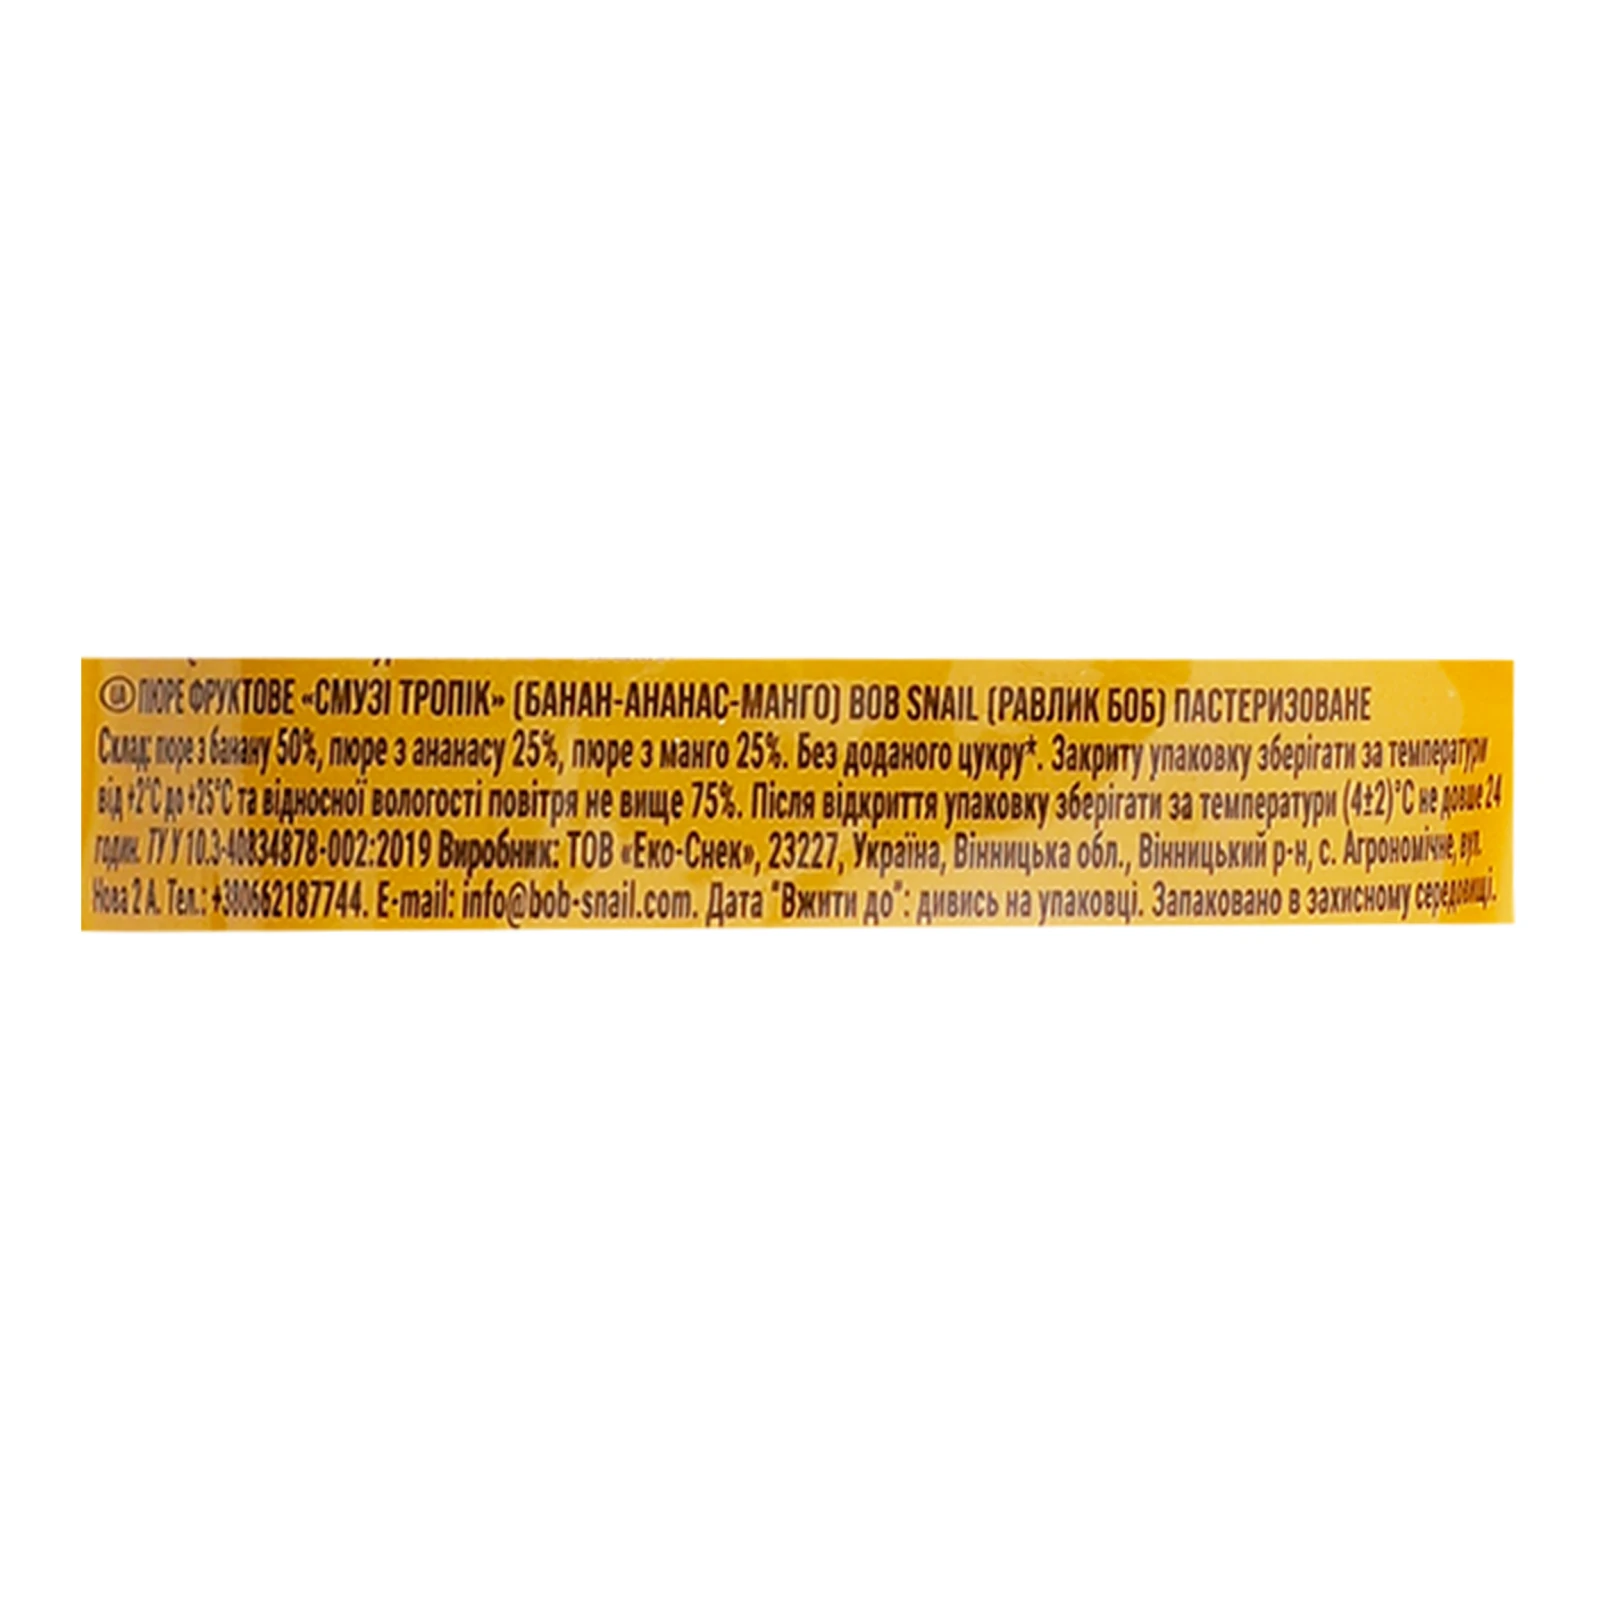 UA ПЮРЕ ФРУКТОВЕ «СМУЗІ ТРОПІК» (БАНАН-АНАНАС-МАНГО) BOB SNAIL (РАВЛИК БОБ) ПАСТЕРИЗОВАНЕ
Склад: пюре з банану 50%, пюре з ананасу 25%, пюре з манго 25%. Без доданого цукру*. Закриту упаковку зберігати за температури
від +2°С до +25°С та відносної вологості повітря не вище 75%. Після відкриття упаковку зберігати за температури (4±2)°С не довше 24
годин. ТУ У 10.3-40834878-002:2019 Виробник: ТОВ «Еко-Снек», 23227, Україна, Вінницька обл., Вінницький р-н, с. Агрономічне, вул.
Нова 2 А. Тел.: +380662187744. E-mail: info@bob-snail.com. Дата "Вжити до": дивись на упаковці. Запаковано в захисному середовищі.